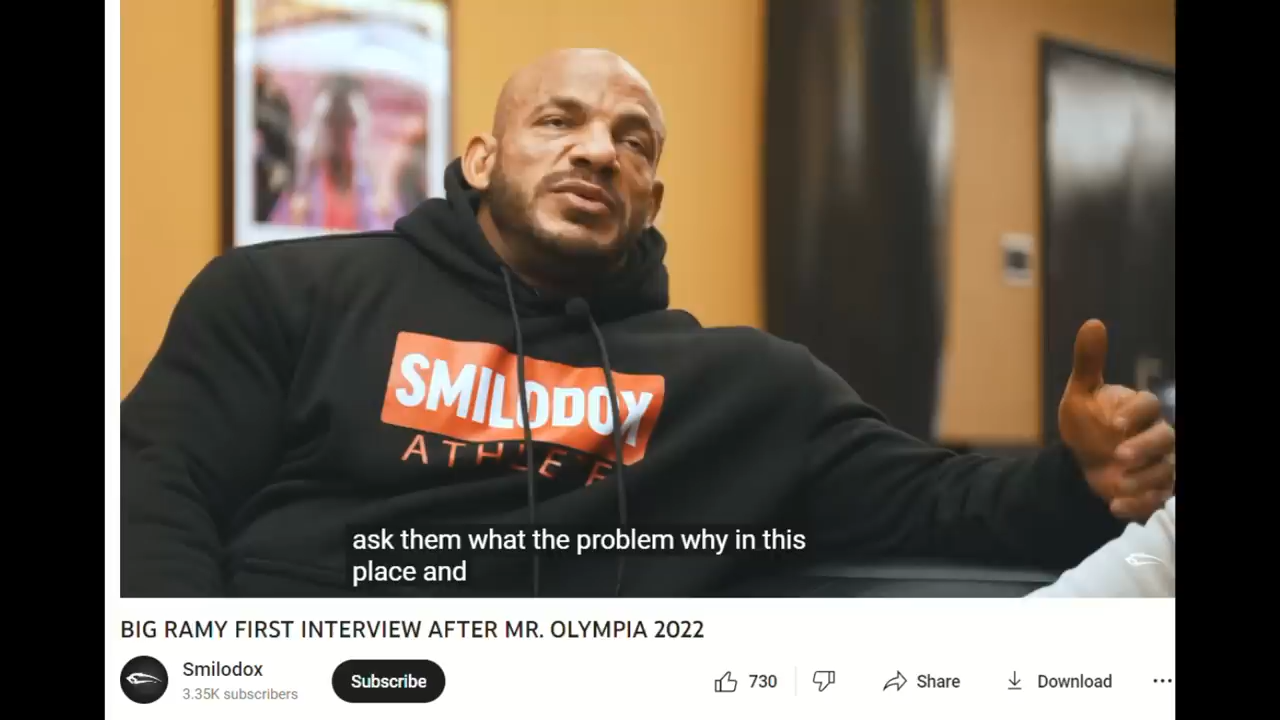 SMILODOX
ATHLETE
ask them what the problem why in this
place and
BIG RAMY FIRST INTERVIEW AFTER MR. OLYMPIA 2022
Smilodox
3.35K subscribers
Subscribe
730
Share
Download